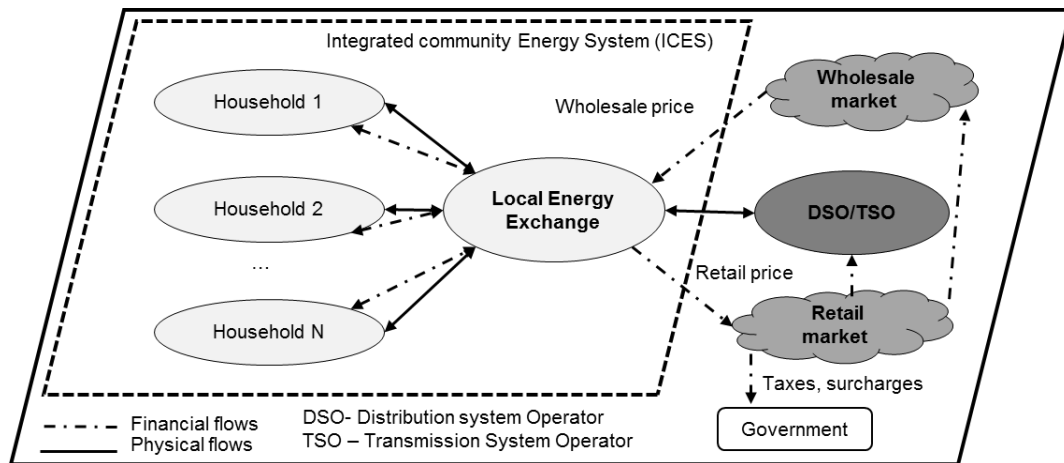 Integrated community Energy System (ICES)
Household 1
Household 2
...
Household N
Local Energy
Exchange
Wholesale price
Wholesale
market
DSO/TSO
Retail price
Retail
market
Taxes, surcharges
Government
Financial flows
Physical flows
DSO- Distribution system Operator
TSO – Transmission System Operator